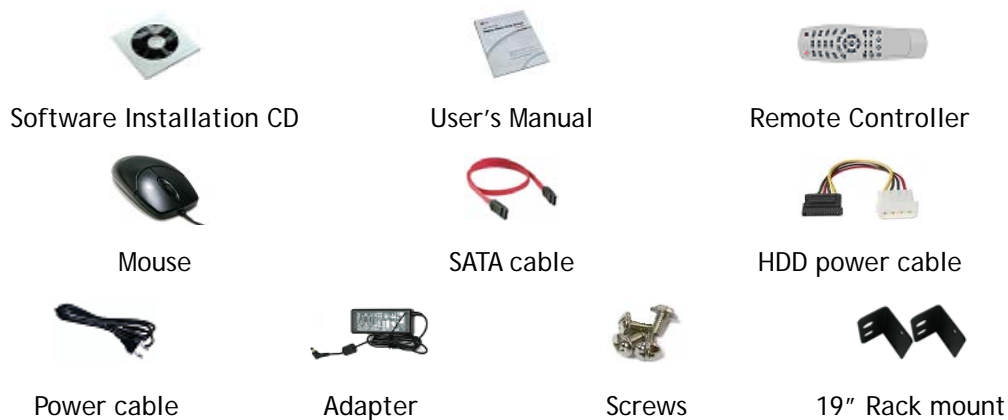 Software Installation CD
User’s Manual
Remote Controller
Mouse
SATA cable
HDD power cable
Power cable
Adapter
Screws
19” Rack mount